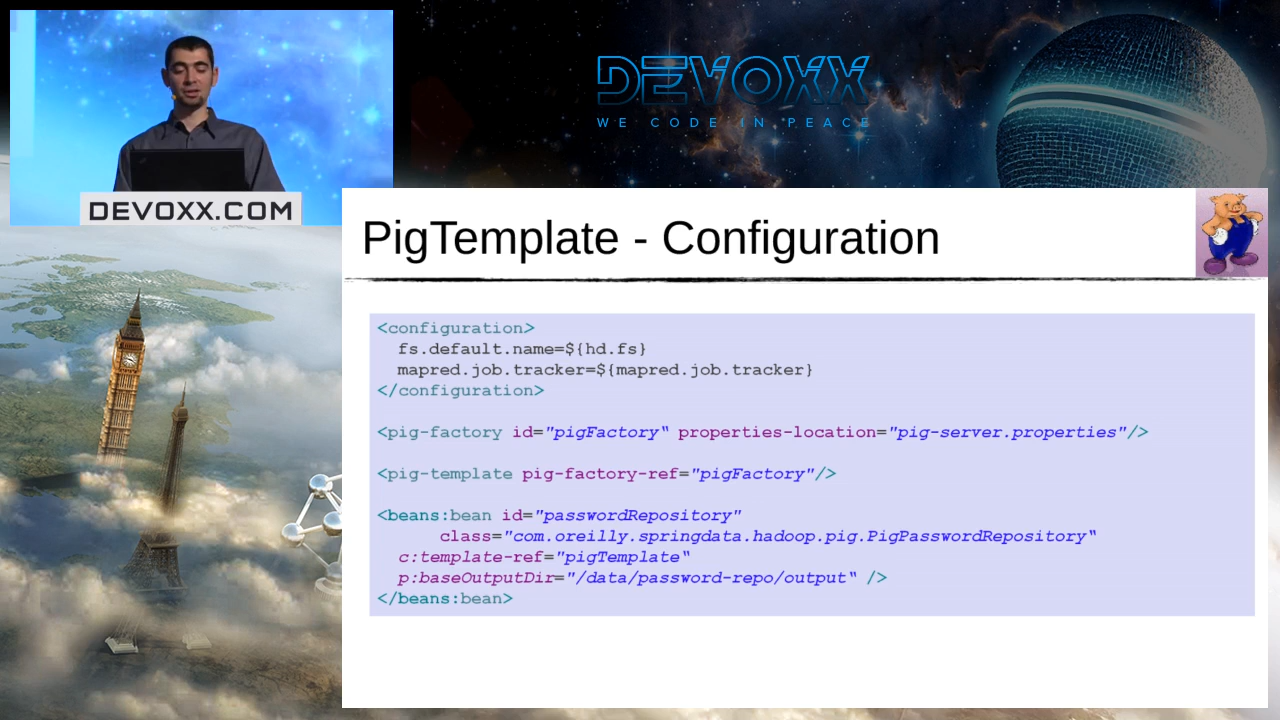 DEVOXX
WE CODE IN PEACE
DEVOXX.COM
PigTemplate - Configuration
<configuration>
fs.default.name=${hd.fs}
mapred.job.tracker=${mapred.job.tracker}
</configuration>
<pig-factory id="pigFactory“ properties-location="pig-server.properties"/>
<pig-template pig-factory-ref="pigFactory"/>
<beans:bean id="passwordRepository"
class="com.oreilly.springdata.hadoop.pig.PigPasswordRepository“
c:template-ref="pigTemplate“
p:baseOutputDir="/data/password-repo/output“ />
</beans:bean>